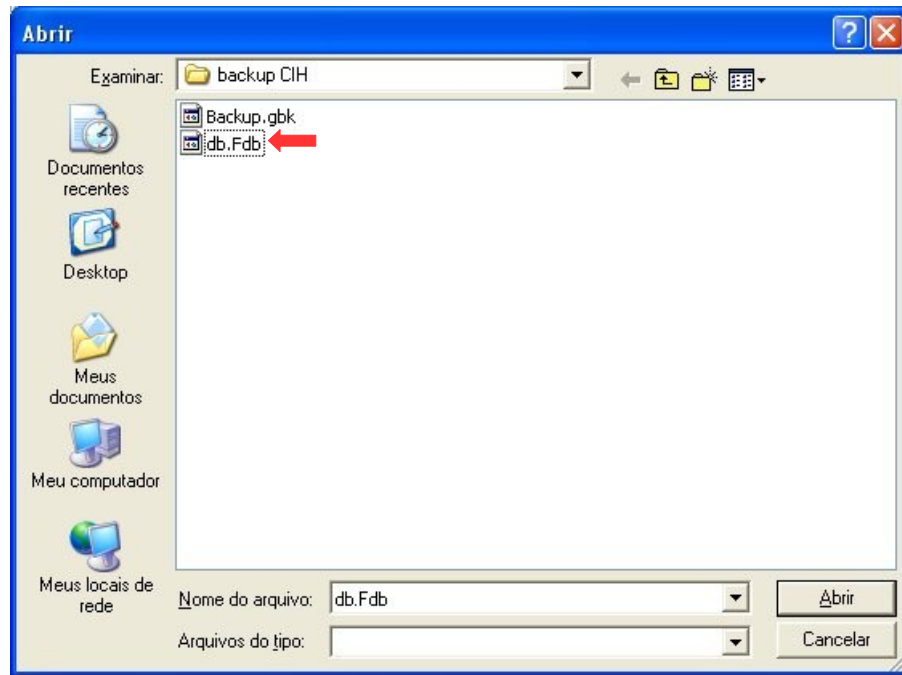 Abrir
Examinar: backup CIH
Backup.gbk
db.Fdb
Documentos
recentes
Desktop
Meus
documentos
Meu computador
Meus locais de
rede
Nome do arquivo: db.Fdb Abrir
Arquivos do tipo: Cancelar